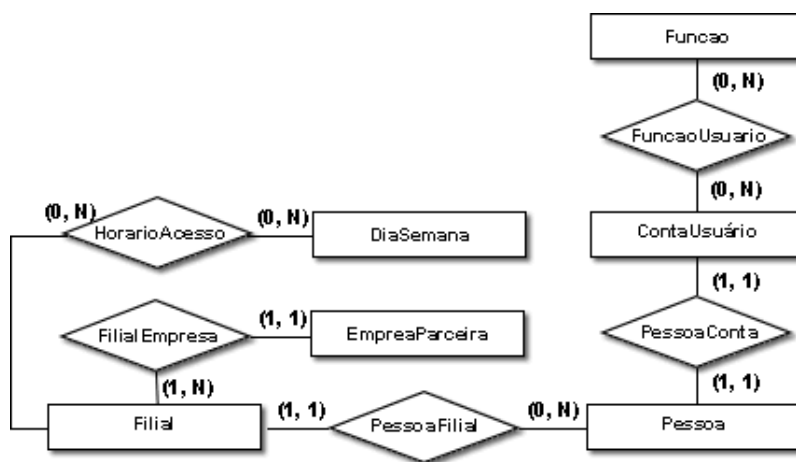 Funcao
(0, N)
FuncaoUsuario
(0, N)
(0, N)
HorarioAcesso
(0, N)
DiaSemana
ContaUsuário
(1, 1)
FilialEmpresa
(1, 1)
EmpreaParceira
PessoaConta
(1, N)
(1, 1)
Filial
(1, 1)
PessoaFilial
(0, N)
Pessoa